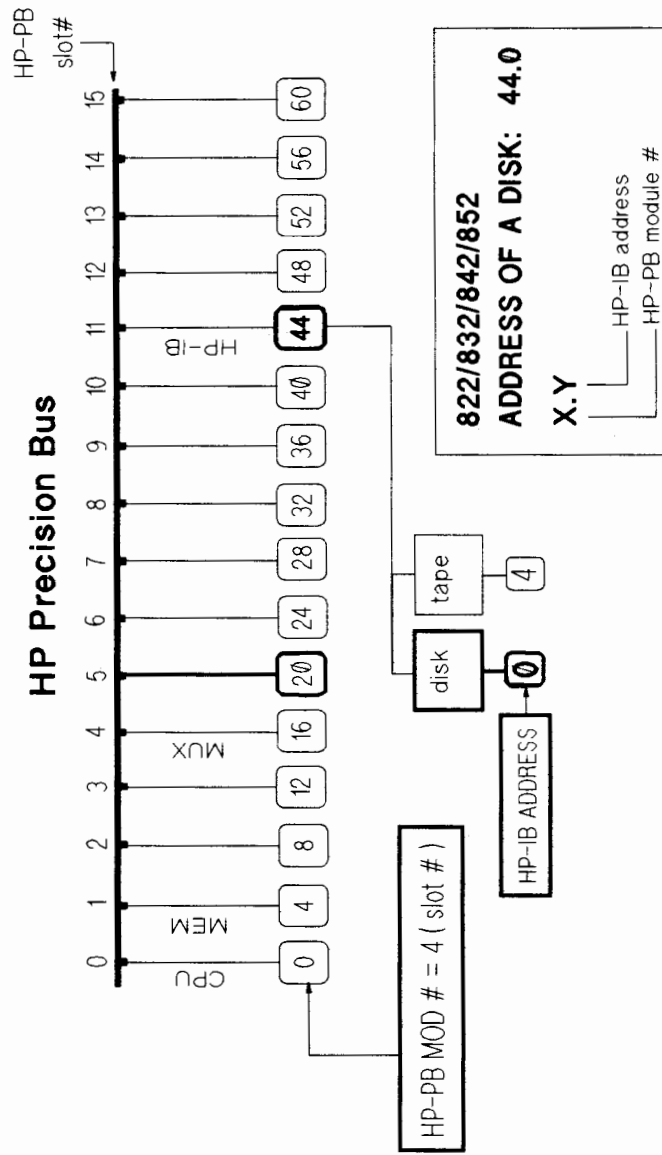 HP Precision Bus
HP-PB
slot#
0 1 2 3 4 5 6 7 8 9 10 11 12 13 14 15
CPU MEM MUX HP-IB
0 4 8 12 16 20 24 28 32 36 40 44 48 52 56 60
HP-PB MOD # = 4 ( slot # )
disk tape
0 4
HP-IB ADDRESS
822/832/842/852
ADDRESS OF A DISK: 44.0
X.Y
HP-IB address
HP-PB module #